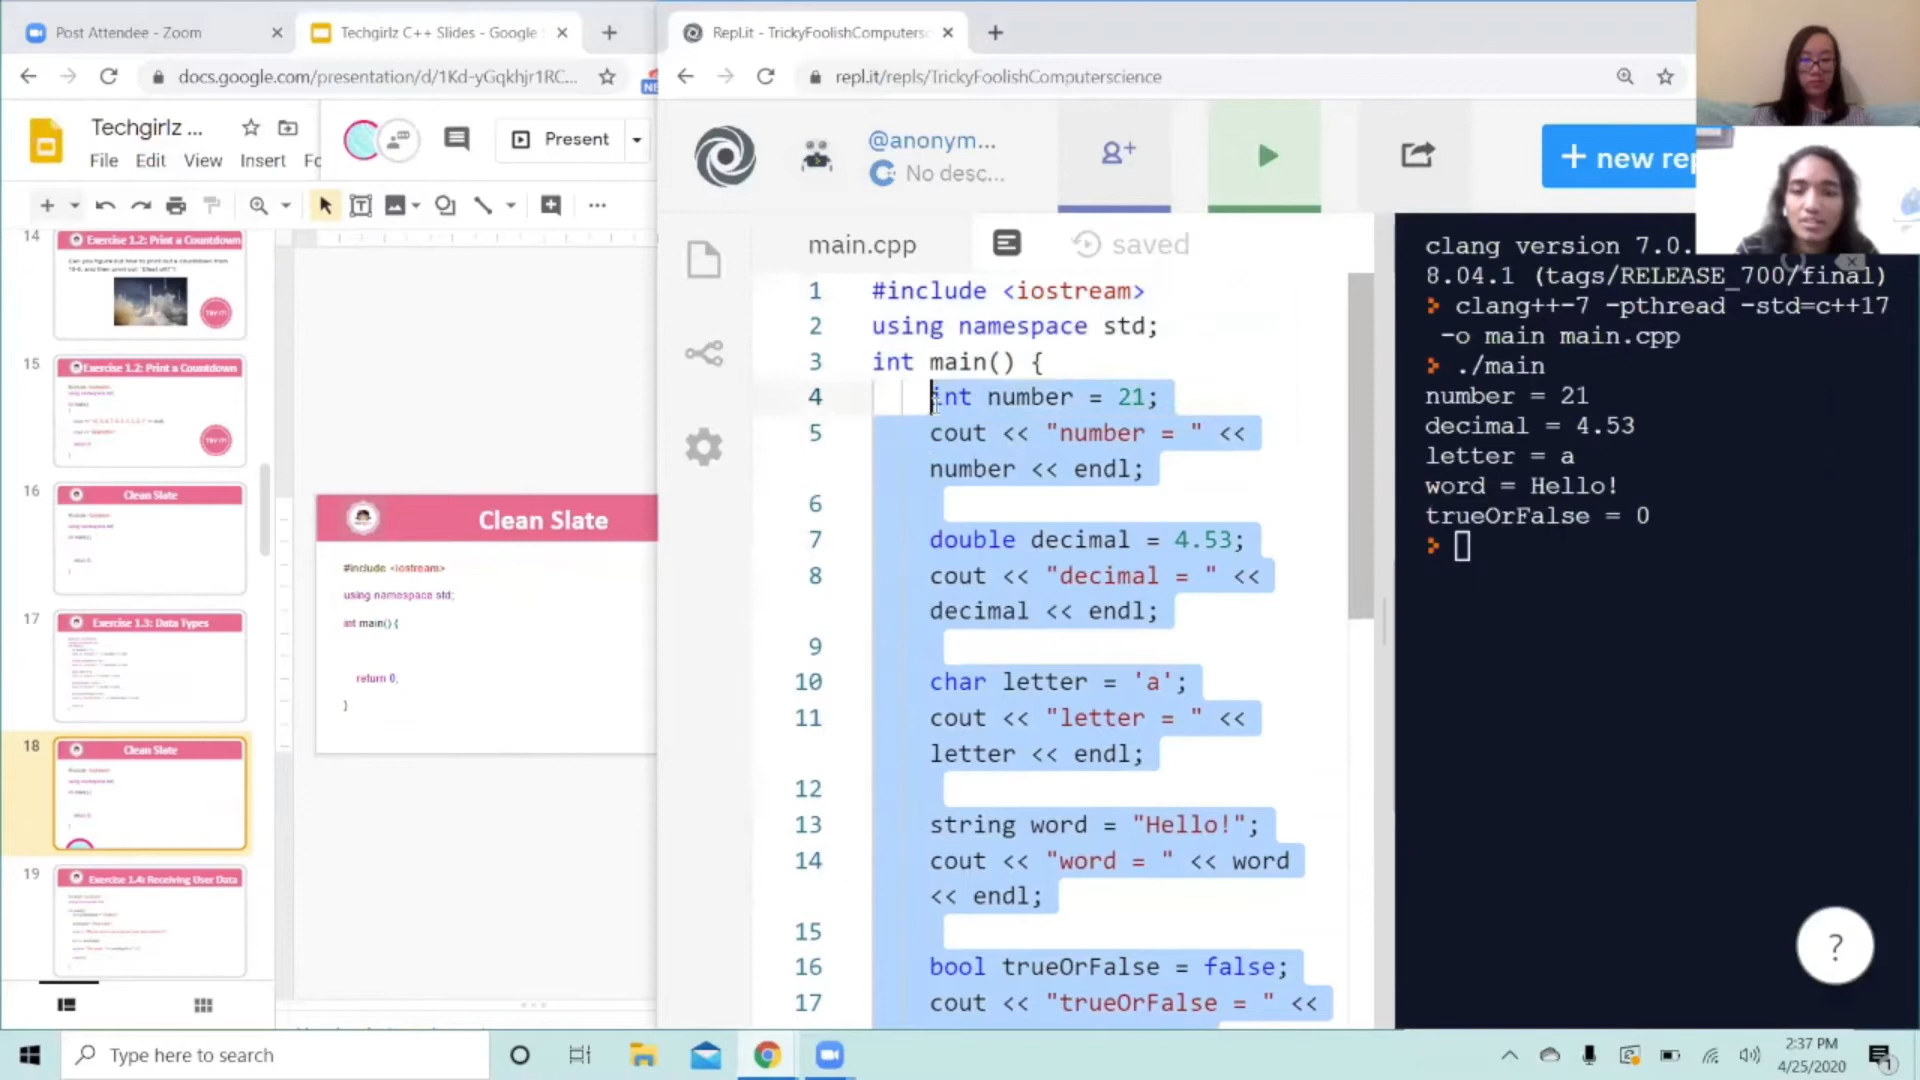 Post Attendee - Zoom
Techgirlz C++ Slides - Google
Repl.it - TrickyFoolishComputersc
docs.google.com/presentation/d/1Kd-yGqkhjr1RC...
repl.it/repls/TrickyFoolishComputerscience
Techgirlz ...
File Edit View Insert Fo
Present
@anonym...
No desc...
+ new rep
14
Exercise 1.2: Print a Countdown
15
Exercise 1.2: Print a Countdown
16
Clean Slate
17
Exercise 1.3: Data Types
18
Clean Slate
19
Exercise 1.4: Receiving User Data
Clean Slate
#include <iostream>
using namespace std;
int main() {
return 0;
}
main.cpp
saved
1 #include <iostream>
2 using namespace std;
3 int main() {
4 int number = 21;
5 cout << "number = " <<
number << endl;
6
7 double decimal = 4.53;
8 cout << "decimal = " <<
decimal << endl;
9
10 char letter = 'a';
11 cout << "letter = " <<
letter << endl;
12
13 string word = "Hello!";
14 cout << "word = " << word
<< endl;
15
16 bool trueOrFalse = false;
17 cout << "trueOrFalse = " <<
clang version 7.0.
8.04.1 (tags/RELEASE_700/final)
clang++-7 -pthread -std=c++17
-o main main.cpp
./main
number = 21
decimal = 4.53
letter = a
word = Hello!
trueOrFalse = 0
?
Type here to search
2:37 PM
4/25/2020
1